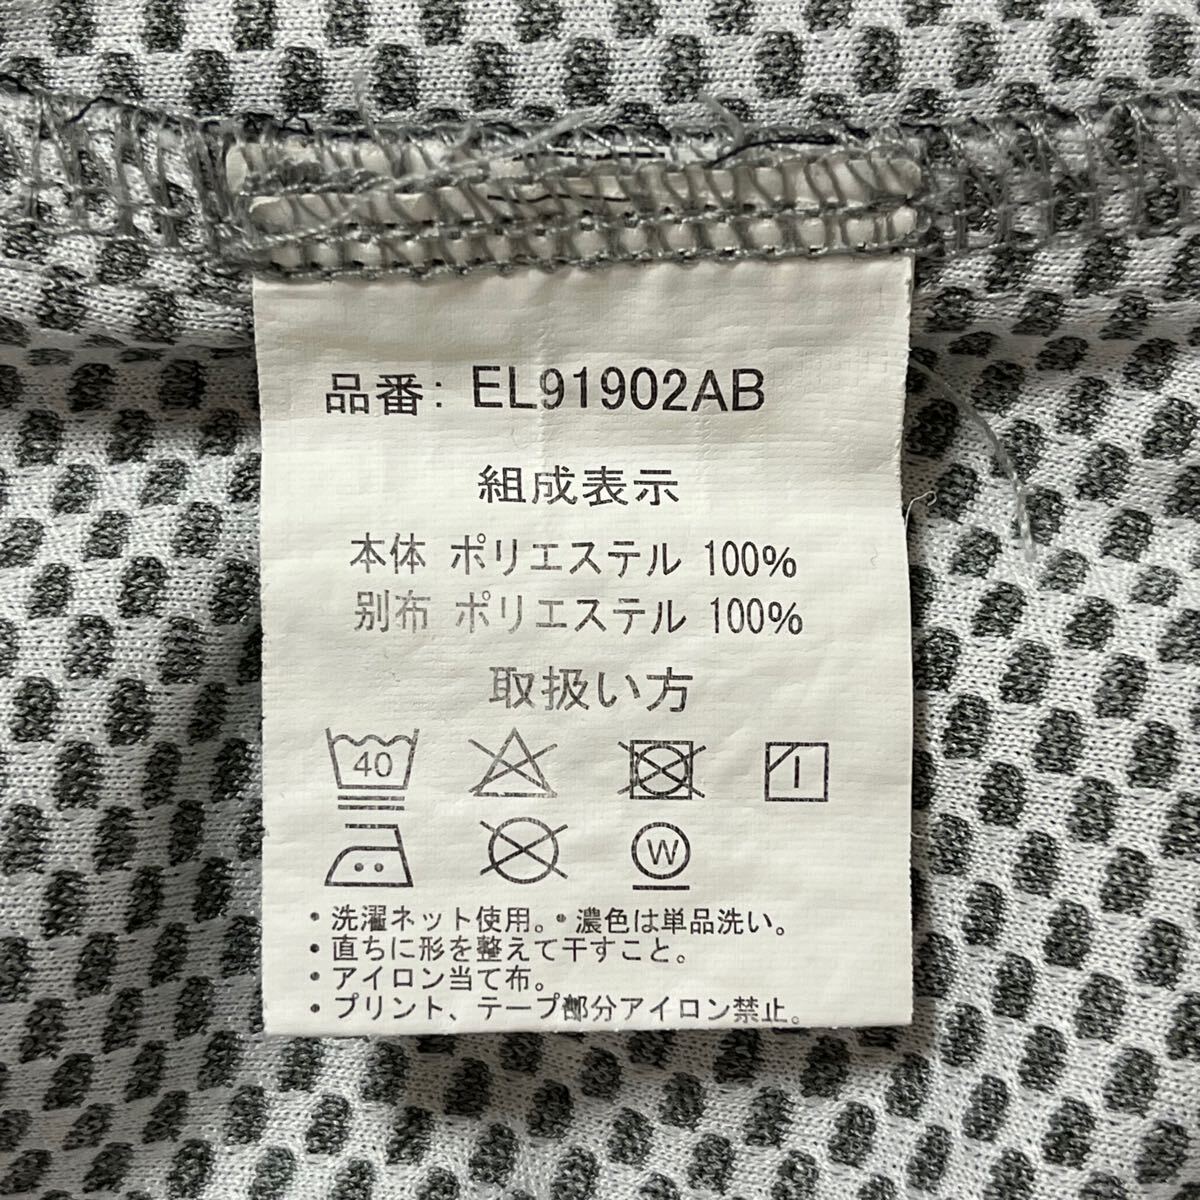 品番: EL91902AB
組成表示
本体 ポリエステル 100%
別布 ポリエステル 100%
取扱い方
40
W
・洗濯ネット使用。・濃色は単品洗い。
・直ちに形を整えて干すこと。
・アイロン当て布。
・プリント、テープ部分アイロン禁止。